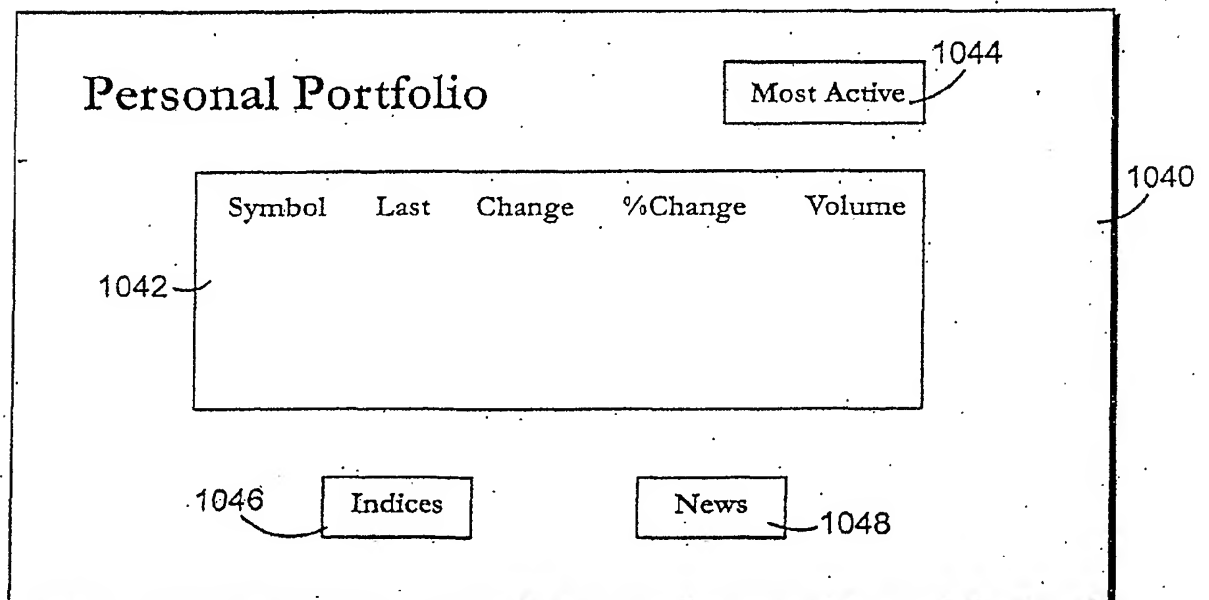 1044
Personal Portfolio
Most Active
1040
Symbol Last Change %Change Volume
1042
1046 Indices
News 1048